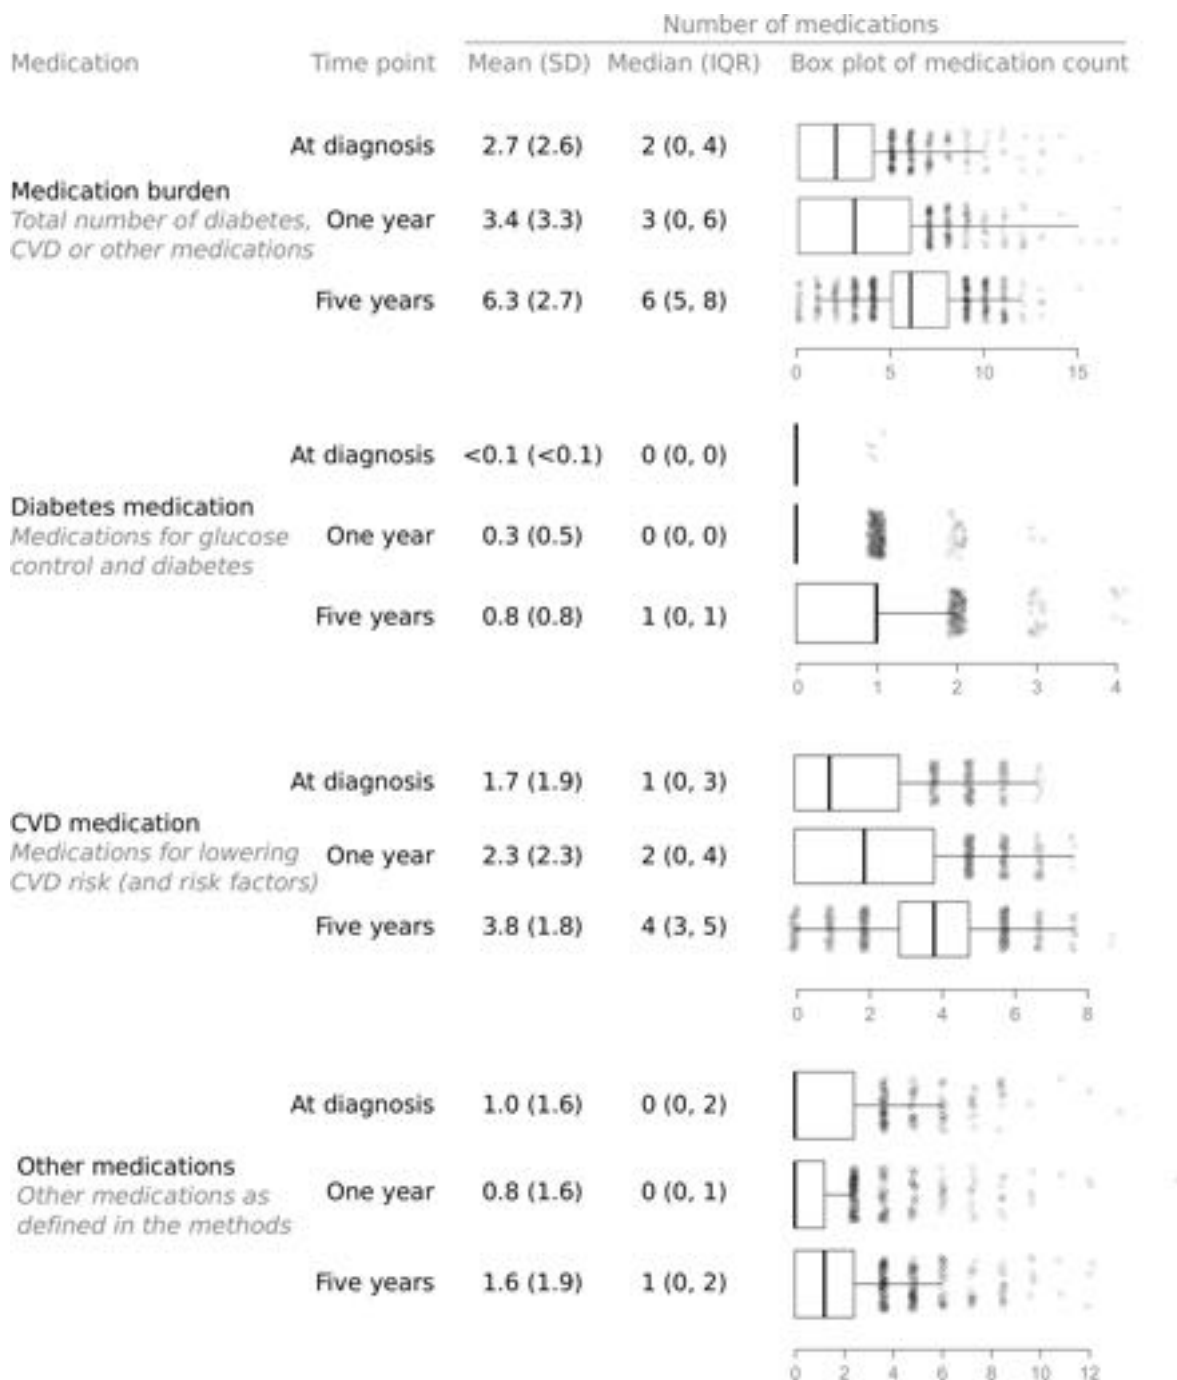 Number of medications
Medication Time point Mean (SD) Median (IQR) Box plot of medication count
At diagnosis 2.7 (2.6) 2 (0, 4)
Medication burden
Total number of diabetes, One year 3.4 (3.3) 3 (0, 6)
CVD or other medications
Five years 6.3 (2.7) 6 (5, 8)
0 5 10 15
At diagnosis <0.1 (<0.1) 0 (0, 0)
Diabetes medication
Medications for glucose One year 0.3 (0.5) 0 (0, 0)
control and diabetes
Five years 0.8 (0.8) 1 (0, 1)
0 1 2 3 4
At diagnosis 1.7 (1.9) 1 (0, 3)
CVD medication
Medications for lowering One year 2.3 (2.3) 2 (0, 4)
CVD risk (and risk factors)
Five years 3.8 (1.8) 4 (3, 5)
0 2 4 6 8
At diagnosis 1.0 (1.6) 0 (0, 2)
Other medications
Other medications as One year 0.8 (1.6) 0 (0, 1)
defined in the methods
Five years 1.6 (1.9) 1 (0, 2)
0 2 4 6 8 10 12